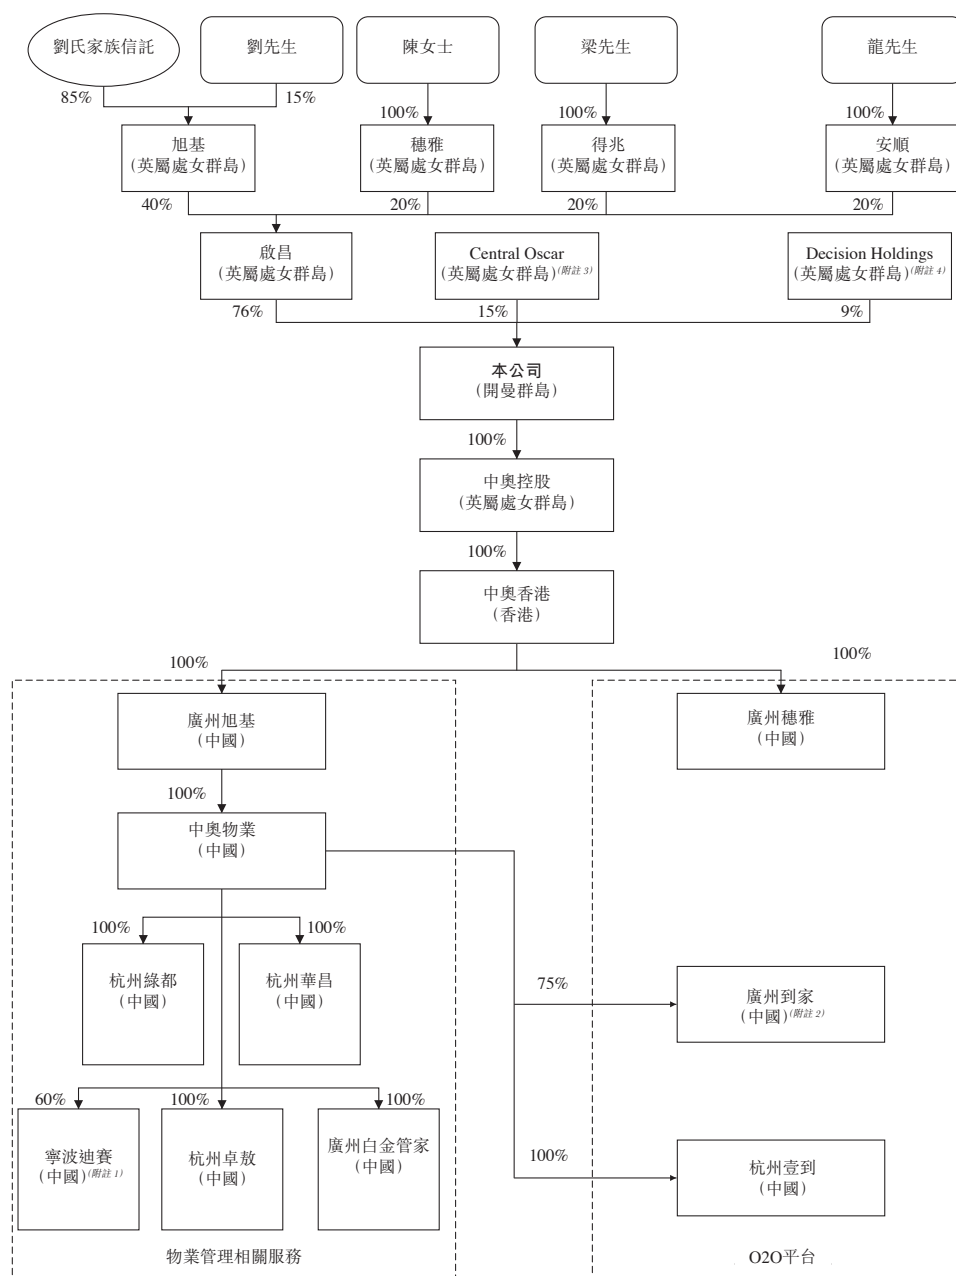 劉氏家族信託
劉先生
陳女士
梁先生
龍先生
85%
15%
100%
100%
100%
旭基
(英屬處女群島)
穗雅
(英屬處女群島)
得兆
(英屬處女群島)
安順
(英屬處女群島)
40%
20%
20%
20%
啟昌
(英屬處女群島)
Central Oscar
(英屬處女群島)(附註 3)
Decision Holdings
(英屬處女群島)(附註 4)
76%
15%
9%
本公司
(開曼群島)
100%
中奧控股
(英屬處女群島)
100%
中奧香港
(香港)
100%
100%
廣州旭基
(中國)
廣州穗雅
(中國)
100%
中奧物業
(中國)
100%
100%
杭州綠都
(中國)
杭州華昌
(中國)
75%
廣州到家
(中國)(附註 2)
60%
100%
100%
寧波迪賽
(中國)(附註 1)
杭州卓敖
(中國)
廣州白金管家
(中國)
100%
杭州壹到
(中國)
物業管理相關服務
O2O平台